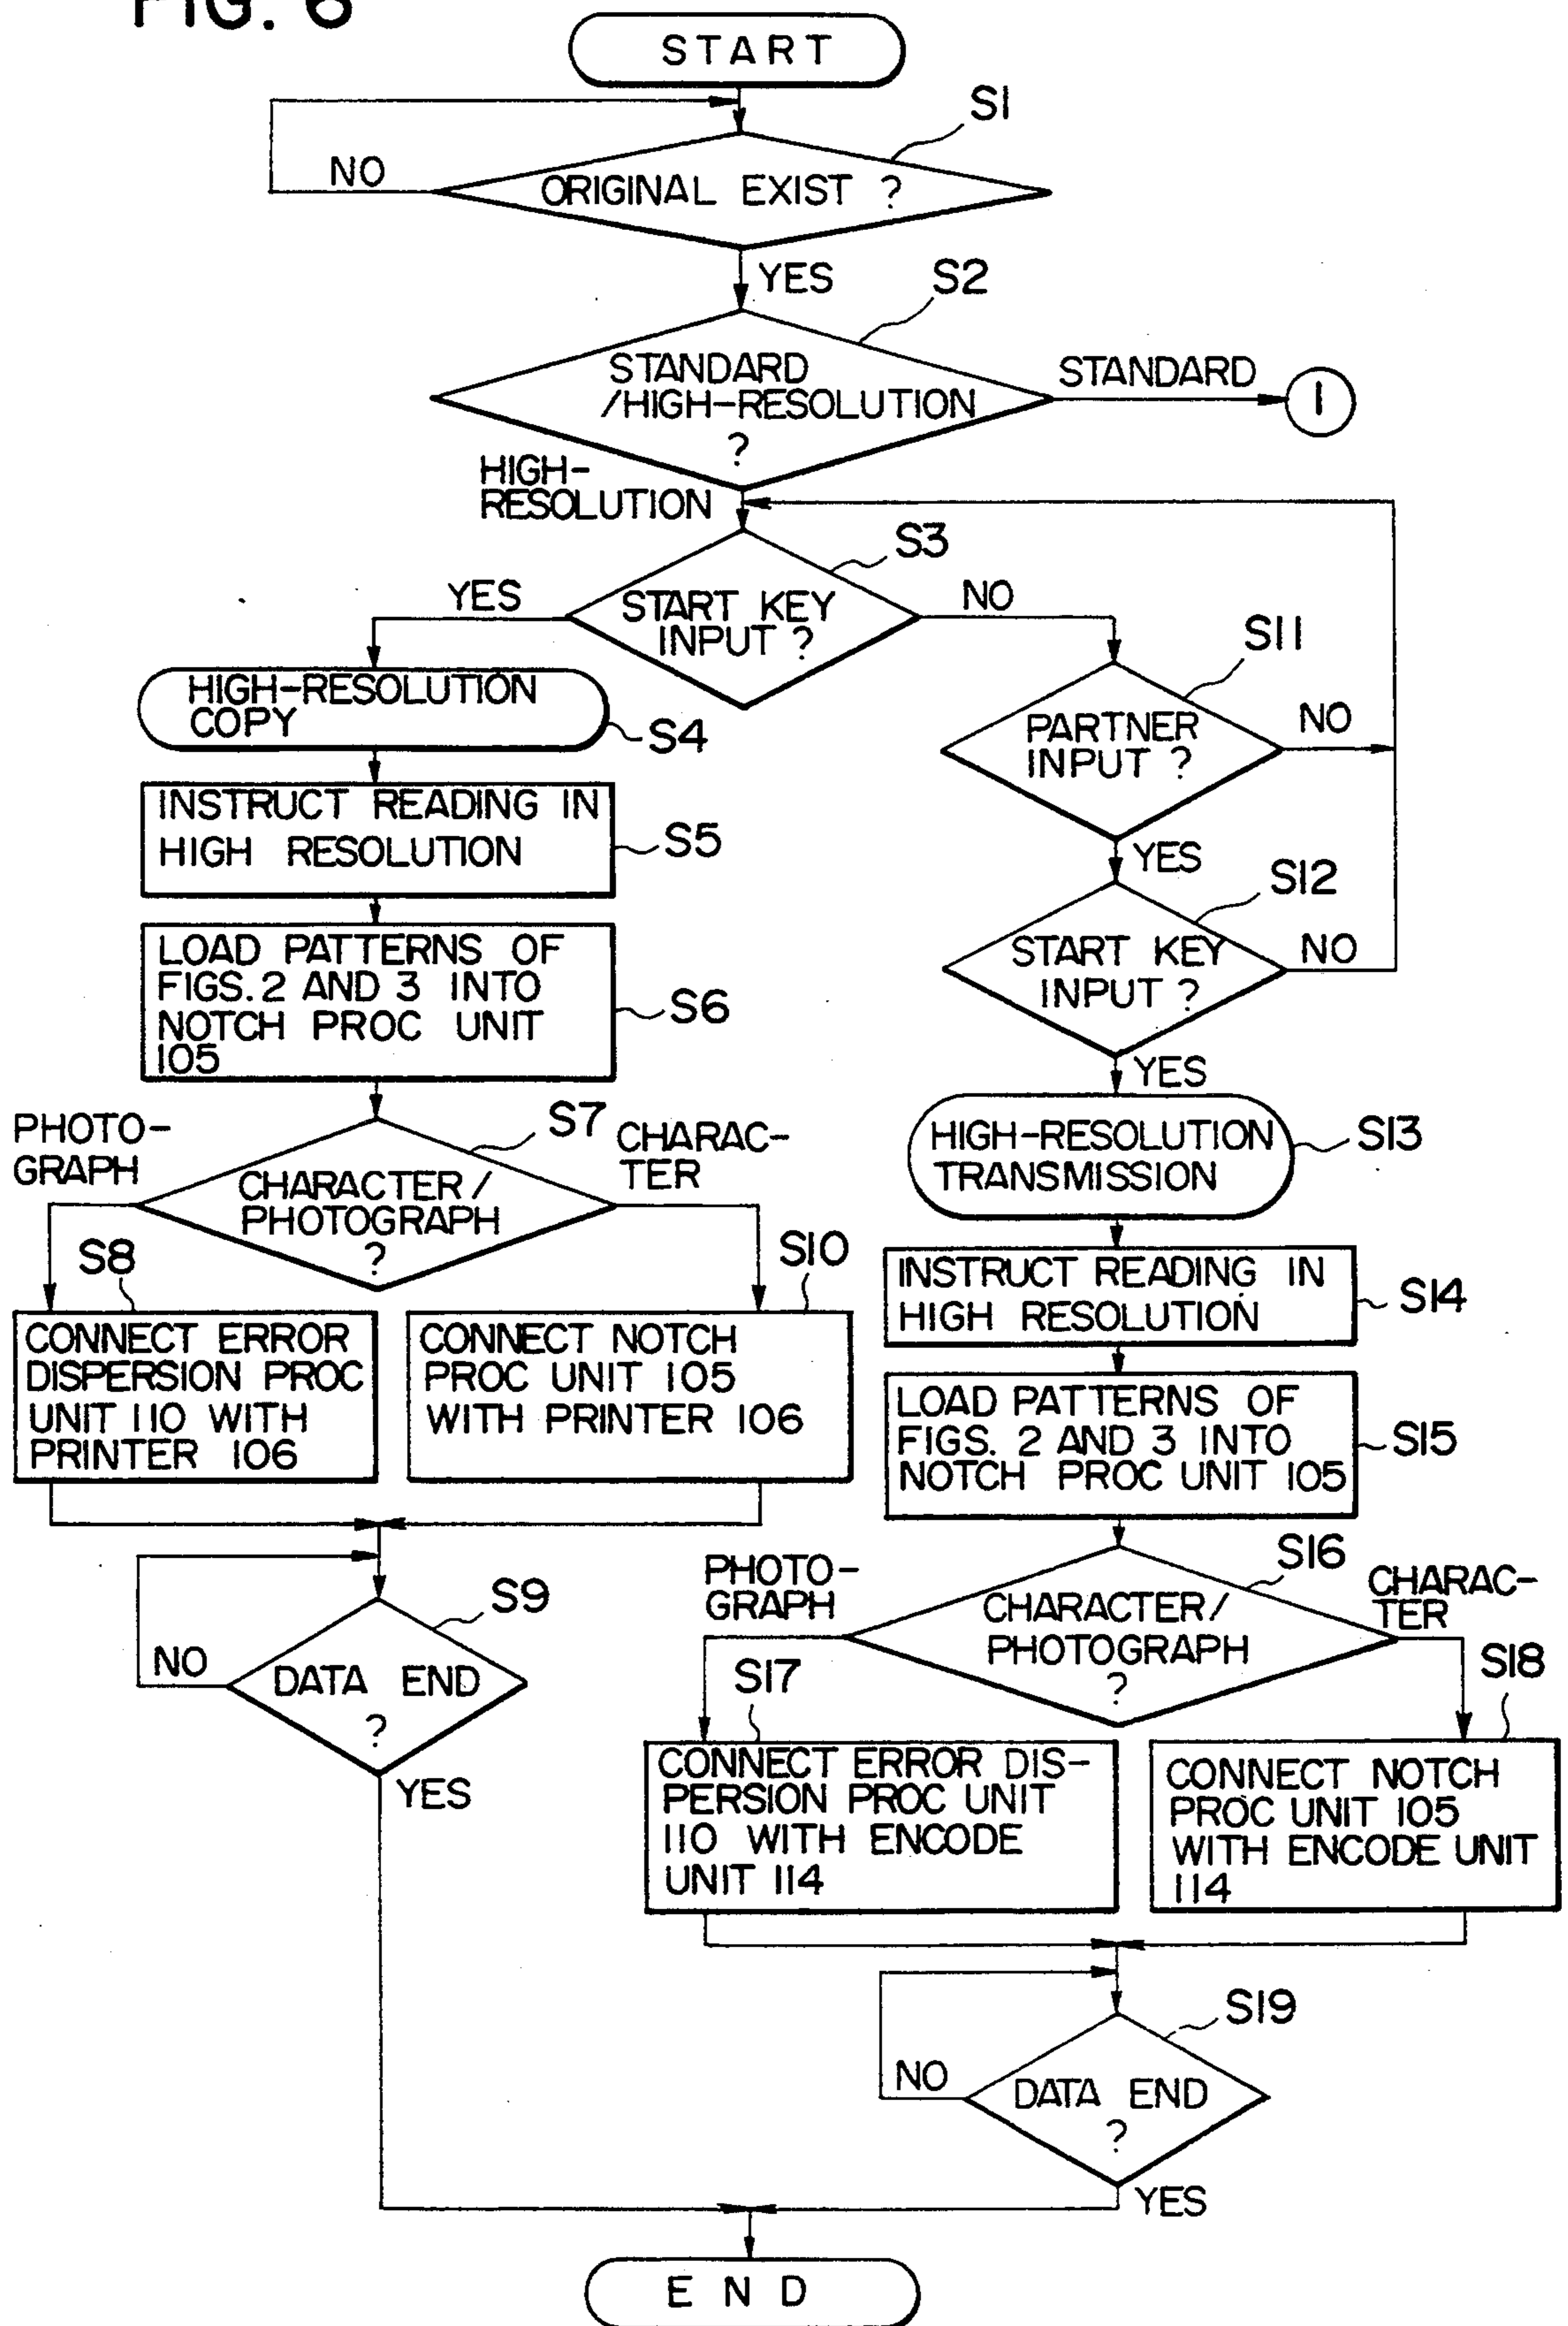 FIG. 6
START
S1
NO
ORIGINAL EXIST ?
YES
S2
STANDARD
/HIGH-RESOLUTION
?
STANDARD
1
HIGH-
RESOLUTION
S3
YES
START KEY
INPUT ?
NO
S11
HIGH-RESOLUTION
COPY
S4
PARTNER
INPUT ?
NO
YES
INSTRUCT READING IN
HIGH RESOLUTION
S5
S12
START KEY
INPUT ?
NO
YES
LOAD PATTERNS OF
FIGS. 2 AND 3 INTO
NOTCH PROC UNIT
105
S6
HIGH-RESOLUTION
TRANSMISSION
S13
PHOTO-
GRAPH
S7
CHARAC-
TER
CHARACTER/
PHOTOGRAPH
?
S8
S10
INSTRUCT READING IN
HIGH RESOLUTION
S14
CONNECT ERROR
DISPERSION PROC
UNIT 110 WITH
PRINTER 106
CONNECT NOTCH
PROC UNIT 105
WITH PRINTER 106
LOAD PATTERNS OF
FIGS. 2 AND 3 INTO
NOTCH PROC UNIT 105
S15
S9
NO
DATA END
?
YES
PHOTO-
GRAPH
S16
CHARAC-
TER
CHARACTER/
PHOTOGRAPH
?
S17
S18
CONNECT ERROR DIS-
PERSION PROC UNIT
110 WITH ENCODE
UNIT 114
CONNECT NOTCH
PROC UNIT 105
WITH ENCODE UNIT
114
S19
NO
DATA END
?
YES
END